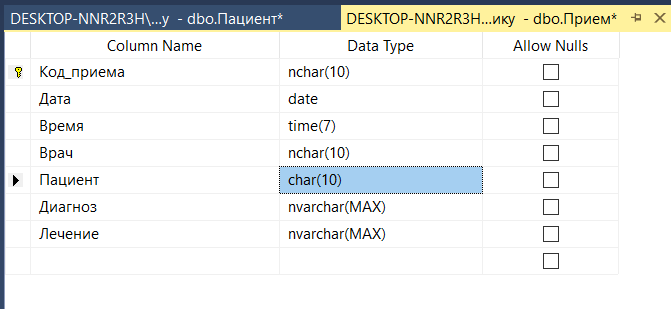 DESKTOP-NNR2R3H\...у - dbo.Пациент* DESKTOP-NNR2R3H...ику - dbo.Прием*
Column Name Data Type Allow Nulls
Код_приема nchar(10)
Дата date
Время time(7)
Врач nchar(10)
Пациент char(10)
Диагноз nvarchar(MAX)
Лечение nvarchar(MAX)